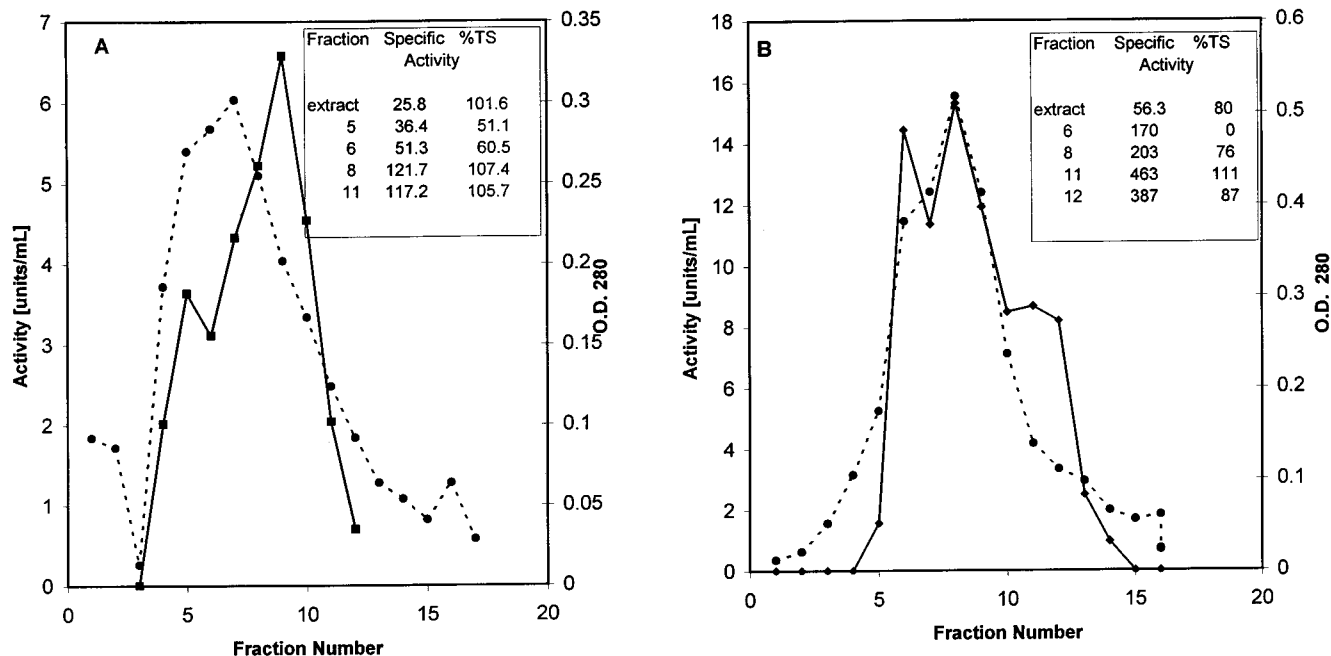 A
Fraction Specific %TS
Activity
extract 25.8 101.6
5 36.4 51.1
6 51.3 60.5
8 121.7 107.4
11 117.2 105.7
7
6
5
4
3
2
1
0
Activity [units/mL]
0.35
0.3
0.25
0.2
0.15
0.1
0.05
0
O.D. 280
0 5 10 15 20
Fraction Number
B
Fraction Specific %TS
Activity
extract 56.3 80
6 170 0
8 203 76
11 463 111
12 387 87
18
16
14
12
10
8
6
4
2
0
Activity [units/mL]
0.6
0.5
0.4
0.3
0.2
0.1
0
O.D. 280
0 5 10 15 20
Fraction Number